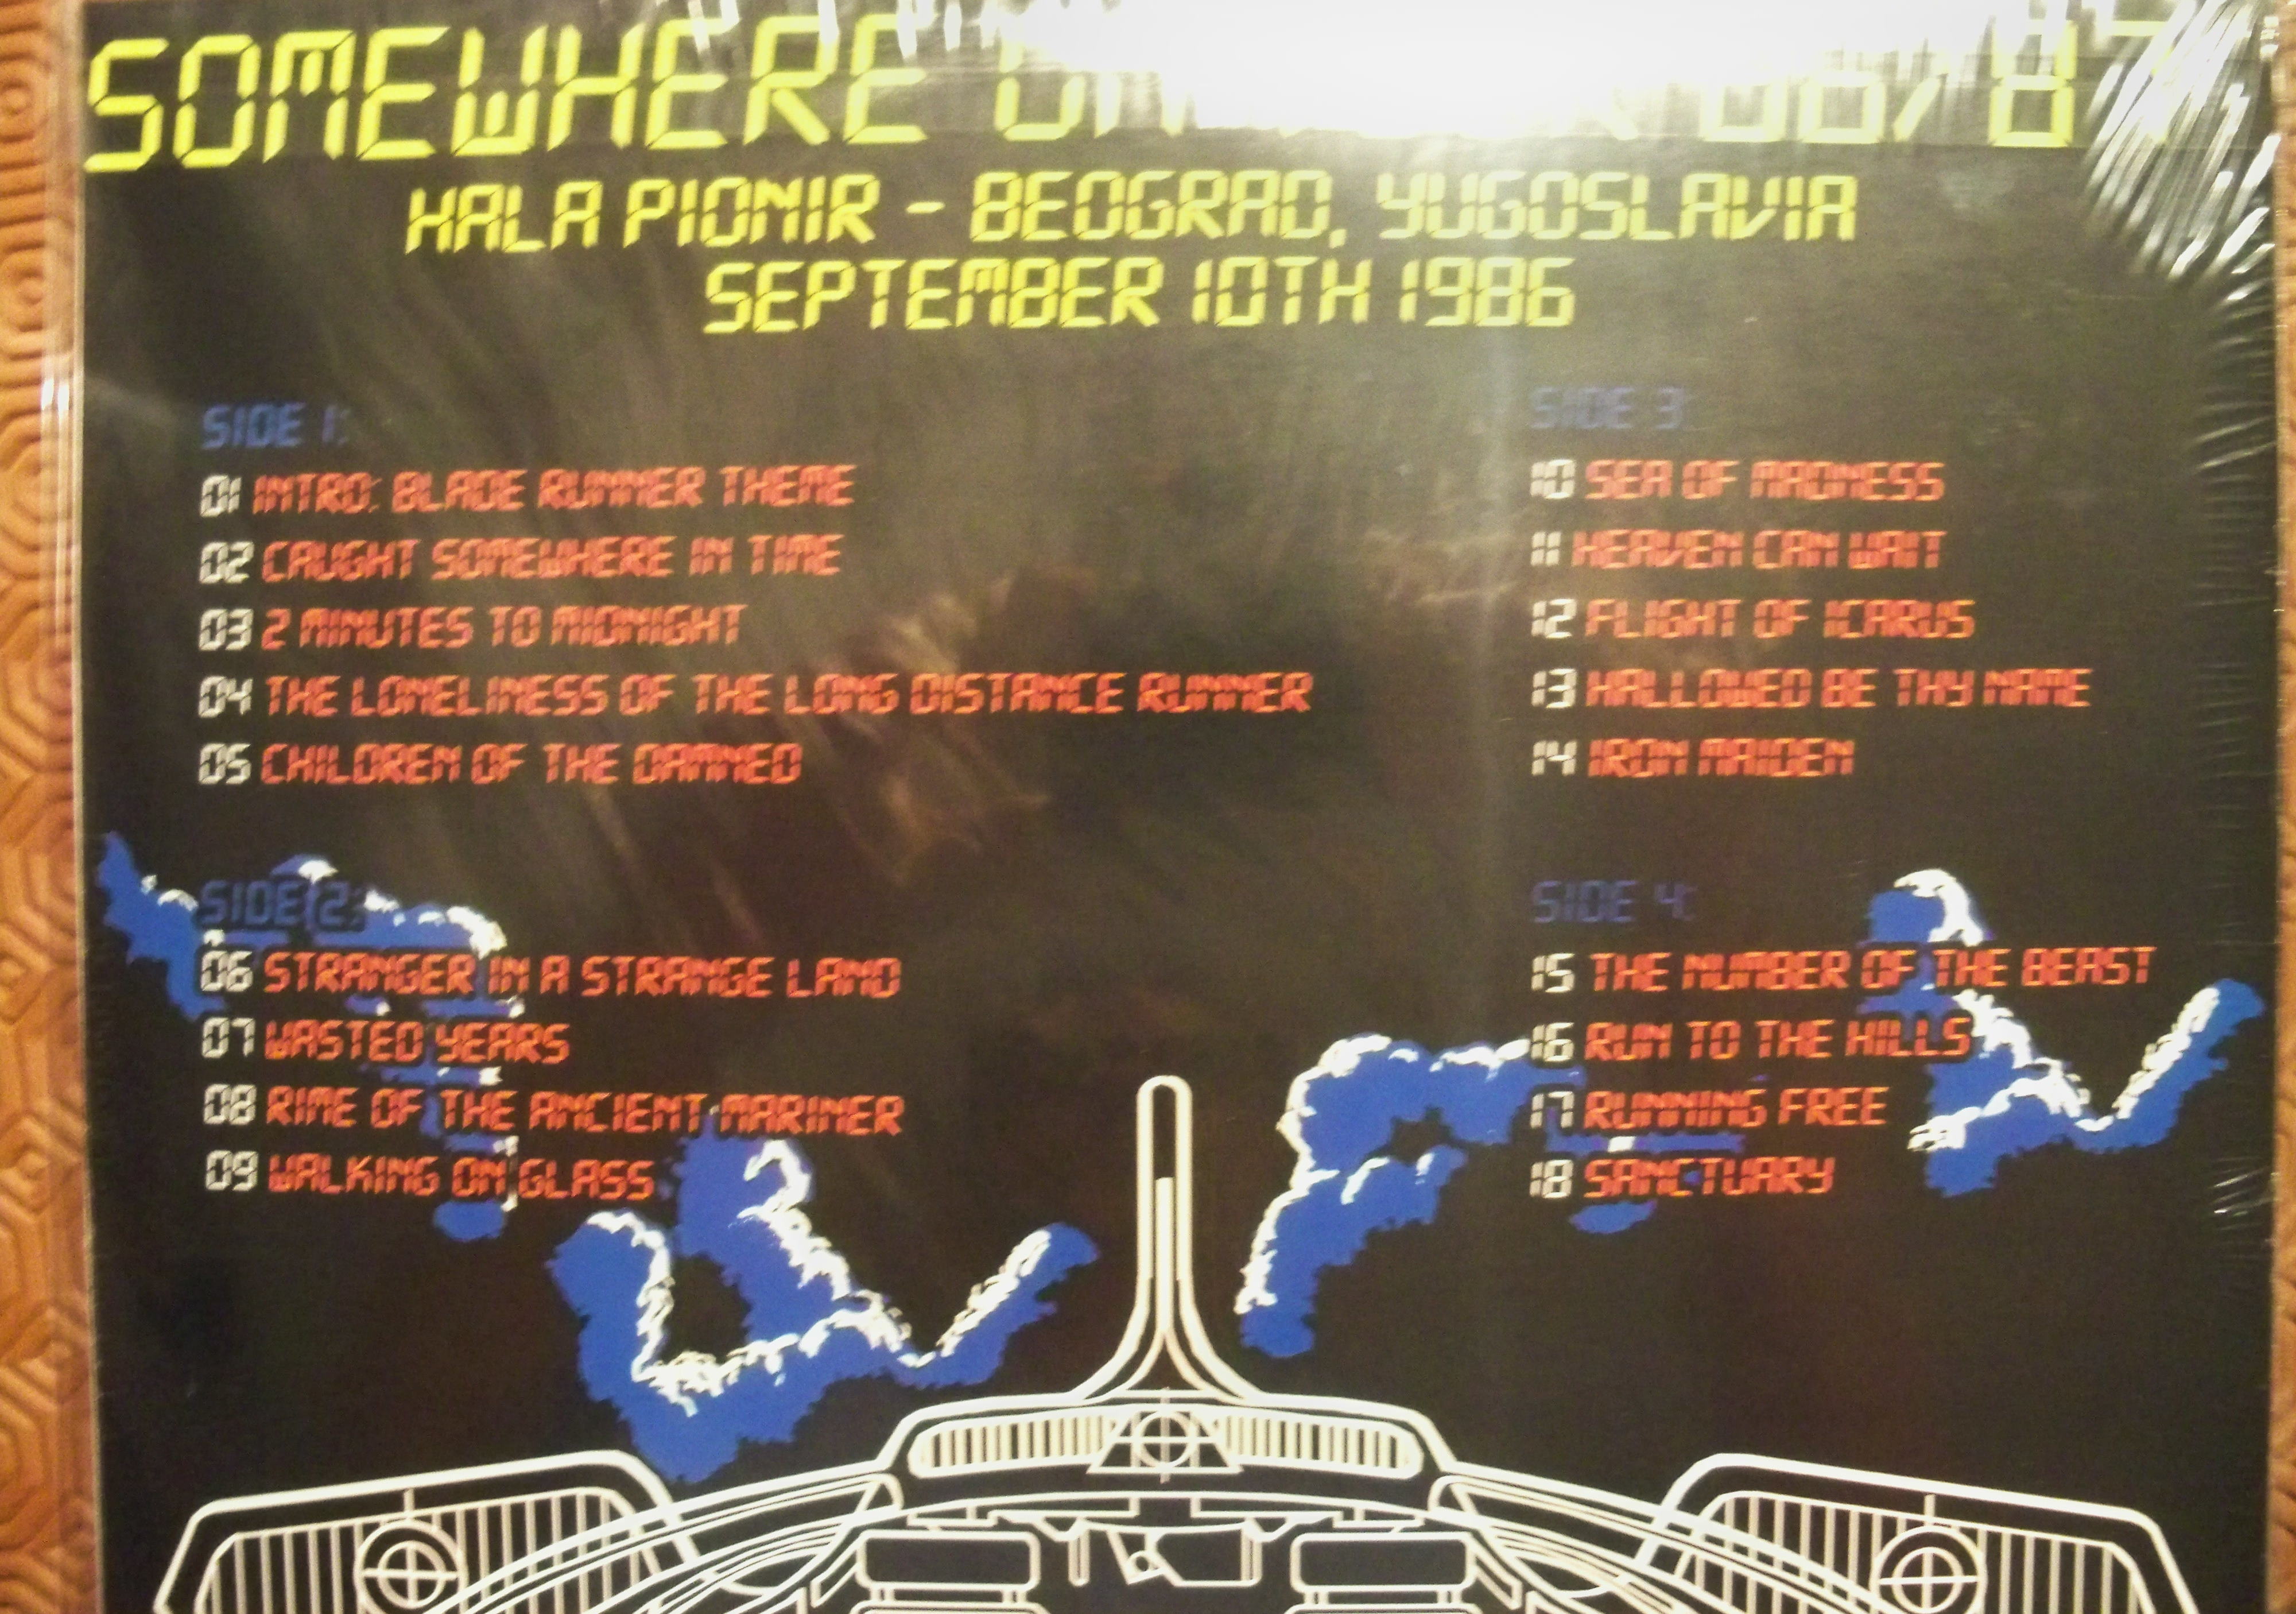 SOMEWHERE
HALA PIONIR - BEOGRAD, YUGOSLAVIA
SEPTEMBER 10TH 1986
SIDE 1:
01 INTRO: BLADE RUNNER THEME
02 CAUGHT SOMEWHERE IN TIME
03 2 MINUTES TO MIDNIGHT
04 THE LONELINESS OF THE LONG DISTANCE RUNNER
05 CHILDREN OF THE DAMNED
SIDE 2:
06 STRANGER IN A STRANGE LAND
07 WASTED YEARS
08 RIME OF THE ANCIENT MARINER
09 WALKING ON GLASS
SIDE 3:
10 SEA OF MADNESS
11 HEAVEN CAN WAIT
12 FLIGHT OF ICARUS
13 HALLOWED BE THY NAME
14 IRON MAIDEN
SIDE 4:
15 THE NUMBER OF THE BEAST
16 RUN TO THE HILLS
17 RUNNING FREE
18 SANCTUARY